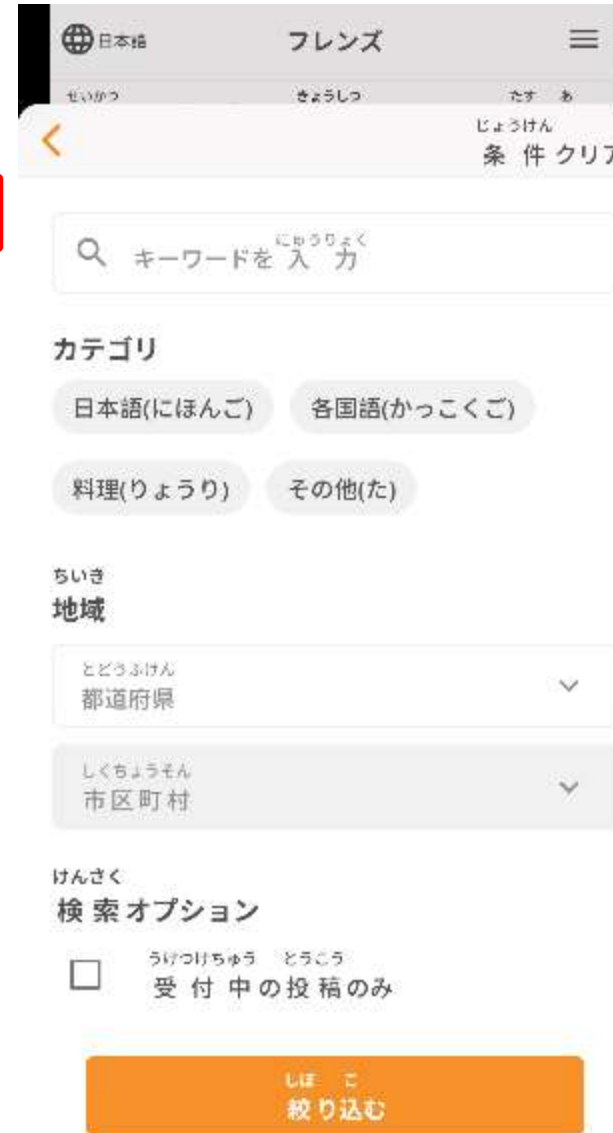 日本語 フレンズ
せいかつ きょうしつ たす あ
じょうけん
条件クリア
にゅうりょく
キーワードを入力
カテゴリ
日本語(にほんご) 各国語(かっこくご)
料理(りょうり) その他(た)
ちいき
地域
とどうふけん
都道府県
しくちょうそん
市区町村
けんさく
検索オプション
うけつけちゅう とうこう
受付中の投稿のみ
しぼ こ
絞り込む